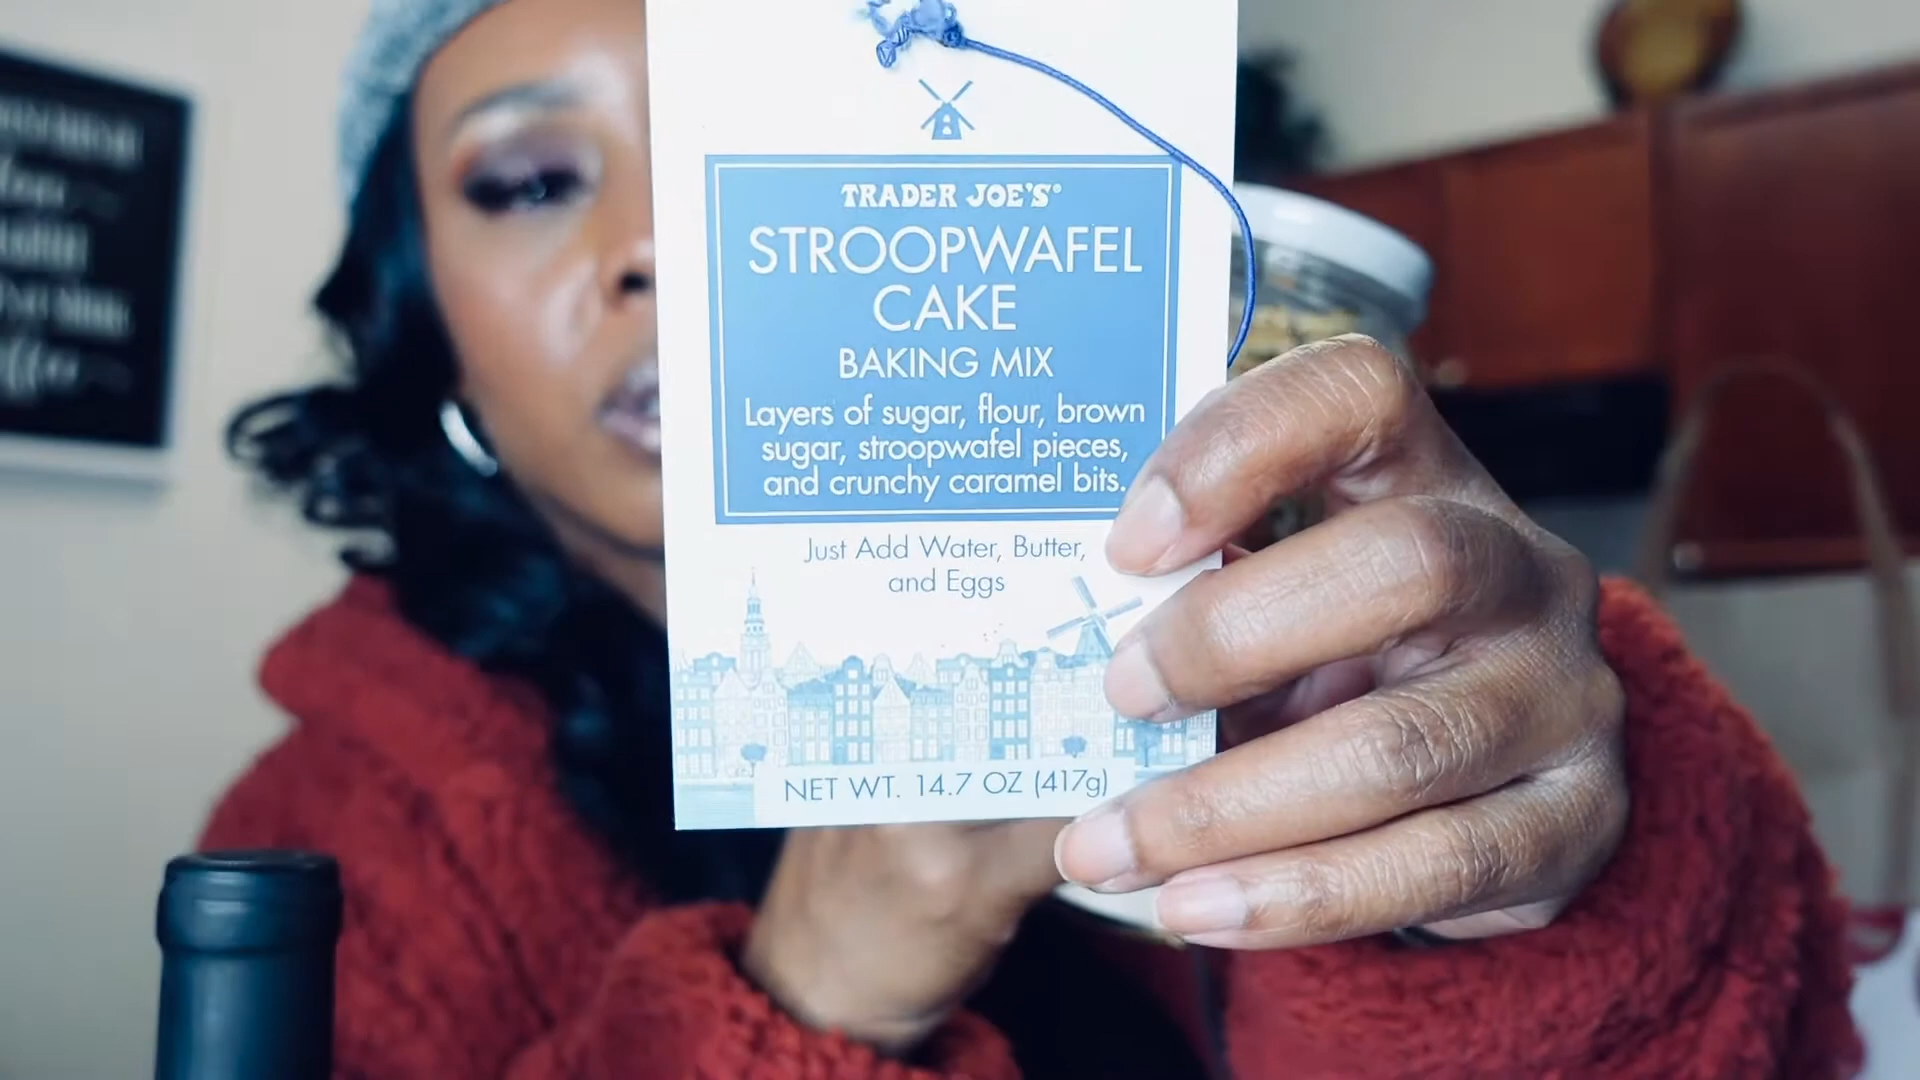 TRADER JOE'S®
STROOPWAFEL
CAKE
BAKING MIX
Layers of sugar, flour, brown
sugar, stroopwafel pieces,
and crunchy caramel bits.
Just Add Water, Butter,
and Eggs
NET WT. 14.7 OZ (417g)